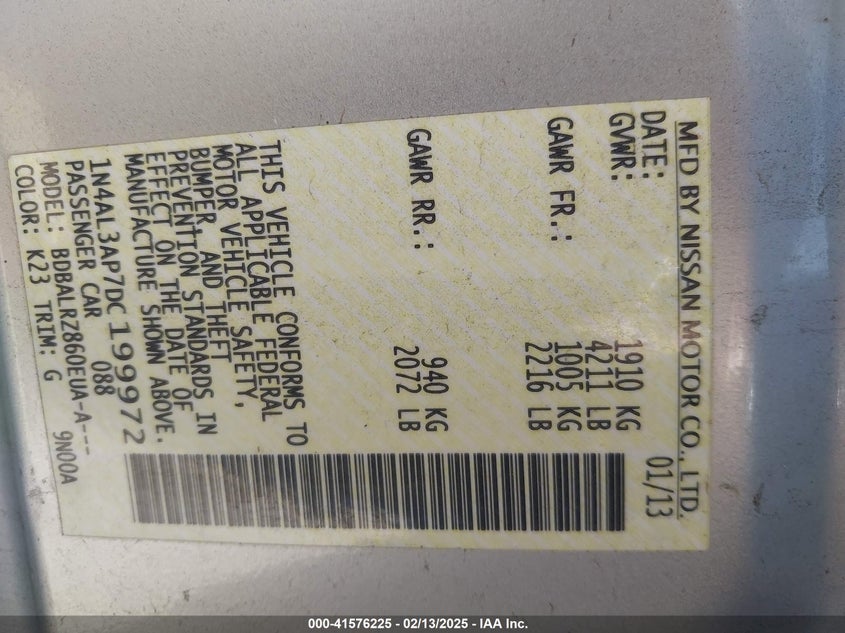 MFD BY NISSAN MOTOR CO., LTD.
DATE: 01/13
GVWR: 1910 KG
4211 LB
GAWR FR.: 1005 KG
2216 LB
GAWR RR.: 940 KG
2072 LB
THIS VEHICLE CONFORMS TO
ALL APPLICABLE FEDERAL
MOTOR VEHICLE SAFETY,
BUMPER, AND THEFT
PREVENTION STANDARDS IN
EFFECT ON THE DATE OF
MANUFACTURE SHOWN ABOVE.
1N4AL3AP7DC199972
PASSENGER CAR 088
MODEL: BDBALRZ860EUA-A---
COLOR: K23 TRIM: G 9N00A
000-41576225 - 02/13/2025 - IAA Inc.